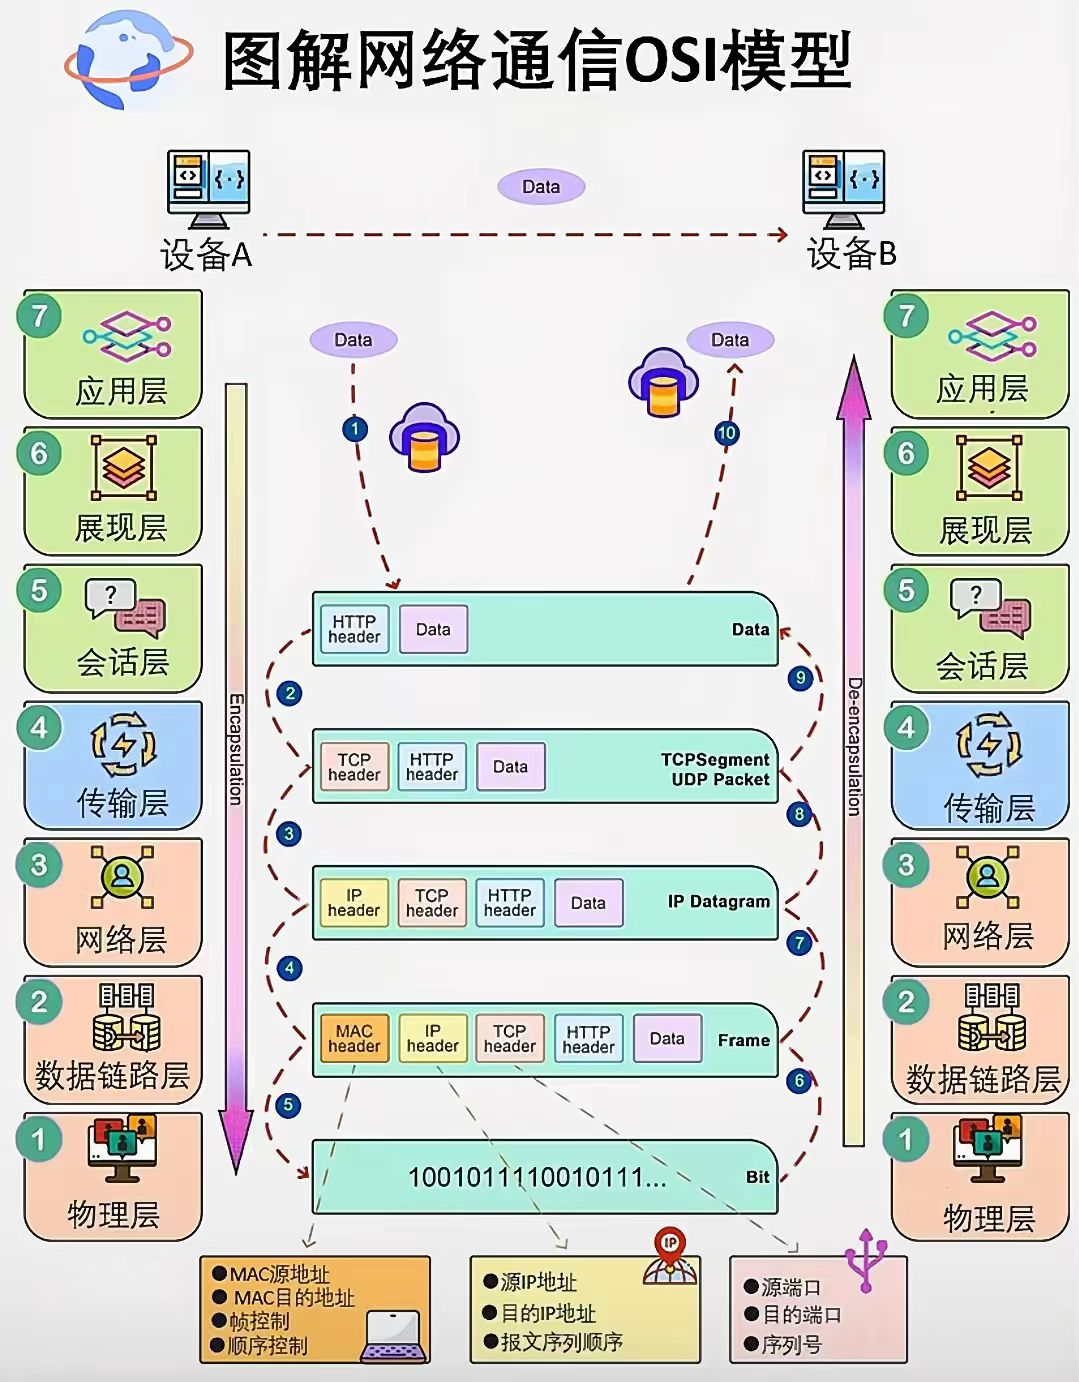 图解网络通信OSI模型
Data
设备A
设备B
7
应用层
6
展现层
5
会话层
4
传输层
3
网络层
2
数据链路层
1
物理层
Encapsulation
Data
1
Data
10
HTTP
header
Data
Data
2
9
TCP
header
HTTP
header
Data
TCPSegment
UDP Packet
3
8
IP
header
TCP
header
HTTP
header
Data
IP Datagram
4
7
MAC
header
IP
header
TCP
header
HTTP
header
Data
Frame
5
6
1001011110010111...
Bit
De-encapsulation
7
应用层
6
展现层
5
会话层
4
传输层
3
网络层
2
数据链路层
1
物理层
●MAC源地址
●MAC目的地址
●帧控制
●顺序控制
IP
●源IP地址
●目的IP地址
●报文序列顺序
●源端口
●目的端口
●序列号